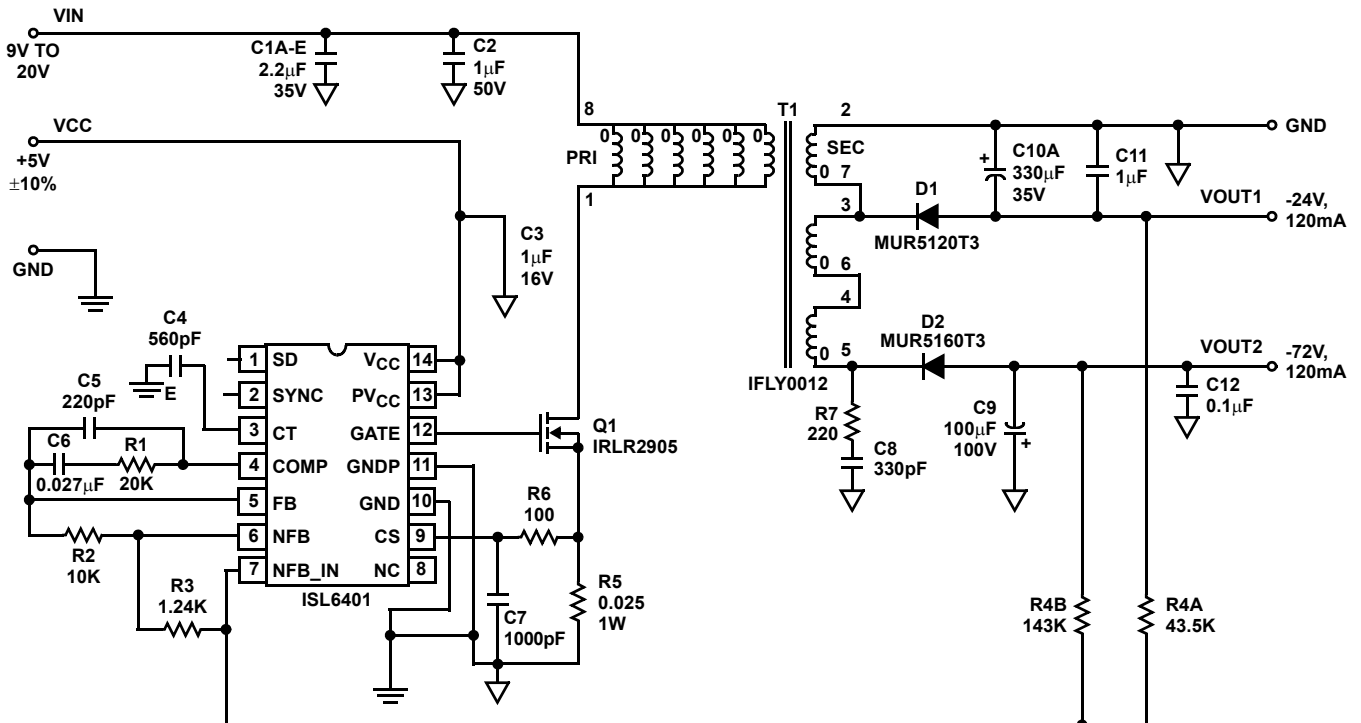 VIN
9V TO
20V
C1A-E
2.2µF
35V
C2
1µF
50V
VCC
+5V
±10%
GND
C3
1µF
16V
8
0 0 0 0 0 0
PRI
1
T1
IFLY0012
2
SEC
0 7
3
0 6
4
0 5
D1
MUR5120T3
D2
MUR5160T3
+
C10A
330µF
35V
C11
1µF
GND
VOUT1
-24V,
120mA
VOUT2
-72V,
120mA
C12
0.1µF
R7
220
C8
330pF
C9
100µF
100V
+
C4
560pF
E
C5
220pF
C6
0.027µF
R1
20K
R2
10K
R3
1.24K
1 SD
2 SYNC
3 CT
4 COMP
5 FB
6 NFB
7 NFB_IN
VCC 14
PVCC 13
GATE 12
GNDP 11
GND 10
CS 9
NC 8
ISL6401
Q1
IRLR2905
R6
100
C7
1000pF
R5
0.025
1W
R4B
143K
R4A
43.5K